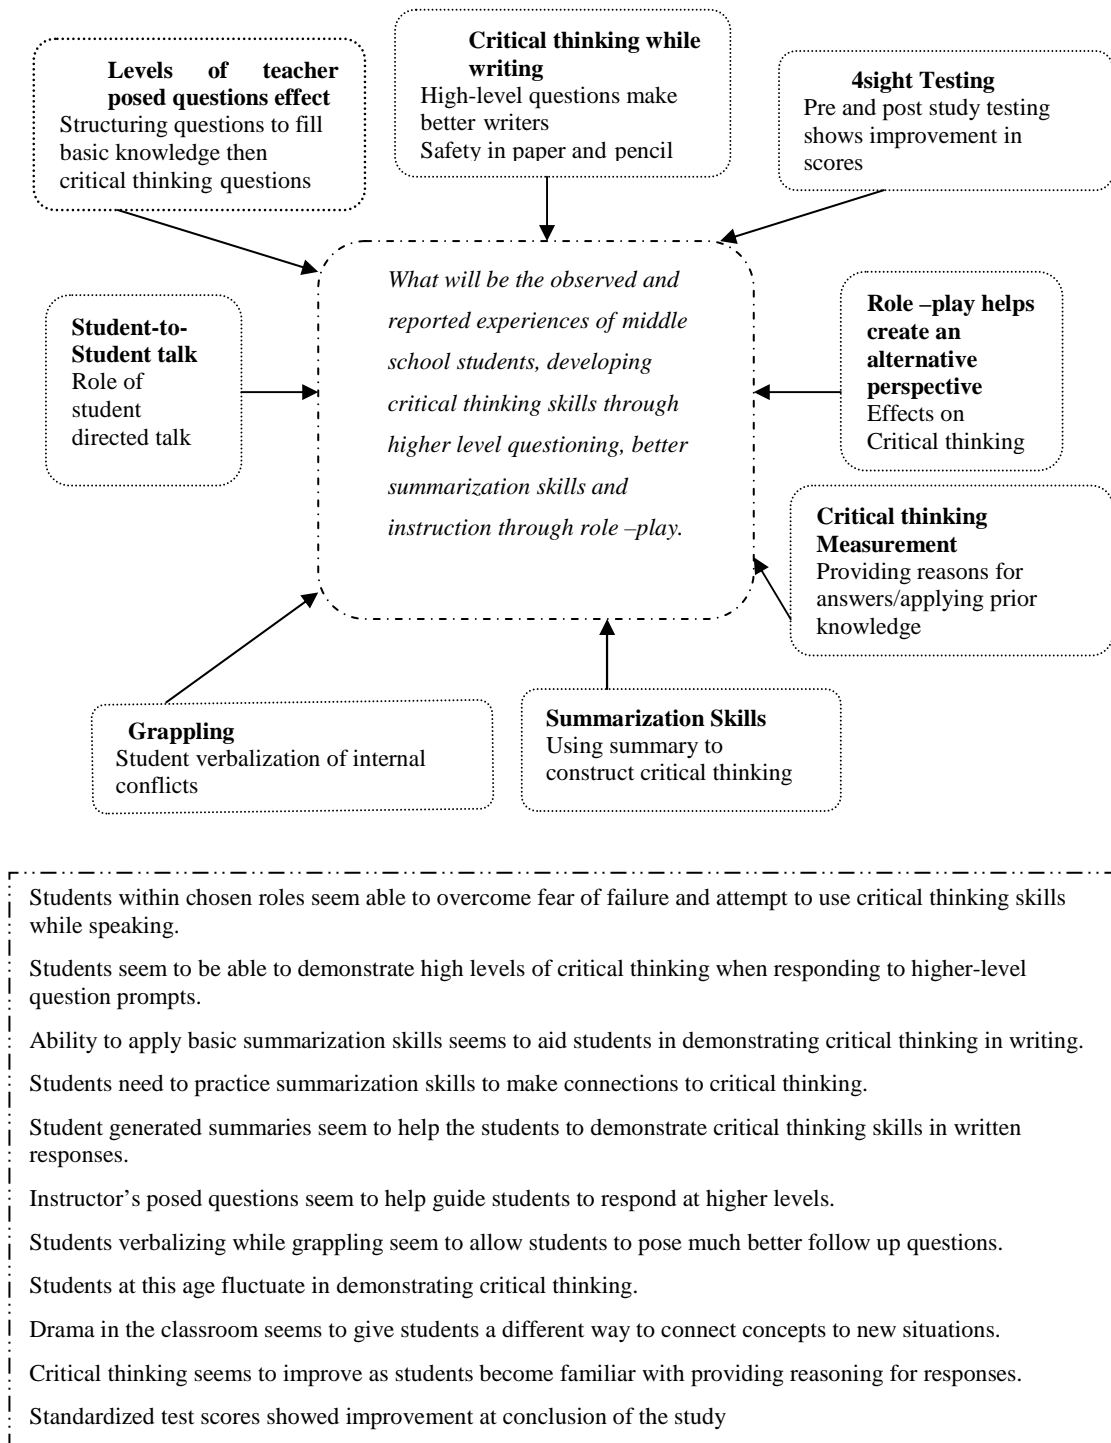 Levels of teacher
posed questions effect
Structuring questions to fill
basic knowledge then
critical thinking questions
Critical thinking while
writing
High-level questions make
better writers
Safety in paper and pencil
4sight Testing
Pre and post study testing
shows improvement in
scores
Student-to-
Student talk
Role of
student
directed talk
What will be the observed and
reported experiences of middle
school students, developing
critical thinking skills through
higher level questioning, better
summarization skills and
instruction through role –play.
Role –play helps
create an
alternative
perspective
Effects on
Critical thinking
Critical thinking
Measurement
Providing reasons for
answers/applying prior
knowledge
Grappling
Student verbalization of internal
conflicts
Summarization Skills
Using summary to
construct critical thinking
Students within chosen roles seem able to overcome fear of failure and attempt to use critical thinking skills
while speaking.
Students seem to be able to demonstrate high levels of critical thinking when responding to higher-level
question prompts.
Ability to apply basic summarization skills seems to aid students in demonstrating critical thinking in writing.
Students need to practice summarization skills to make connections to critical thinking.
Student generated summaries seem to help the students to demonstrate critical thinking skills in written
responses.
Instructor’s posed questions seem to help guide students to respond at higher levels.
Students verbalizing while grappling seem to allow students to pose much better follow up questions.
Students at this age fluctuate in demonstrating critical thinking.
Drama in the classroom seems to give students a different way to connect concepts to new situations.
Critical thinking seems to improve as students become familiar with providing reasoning for responses.
Standardized test scores showed improvement at conclusion of the study